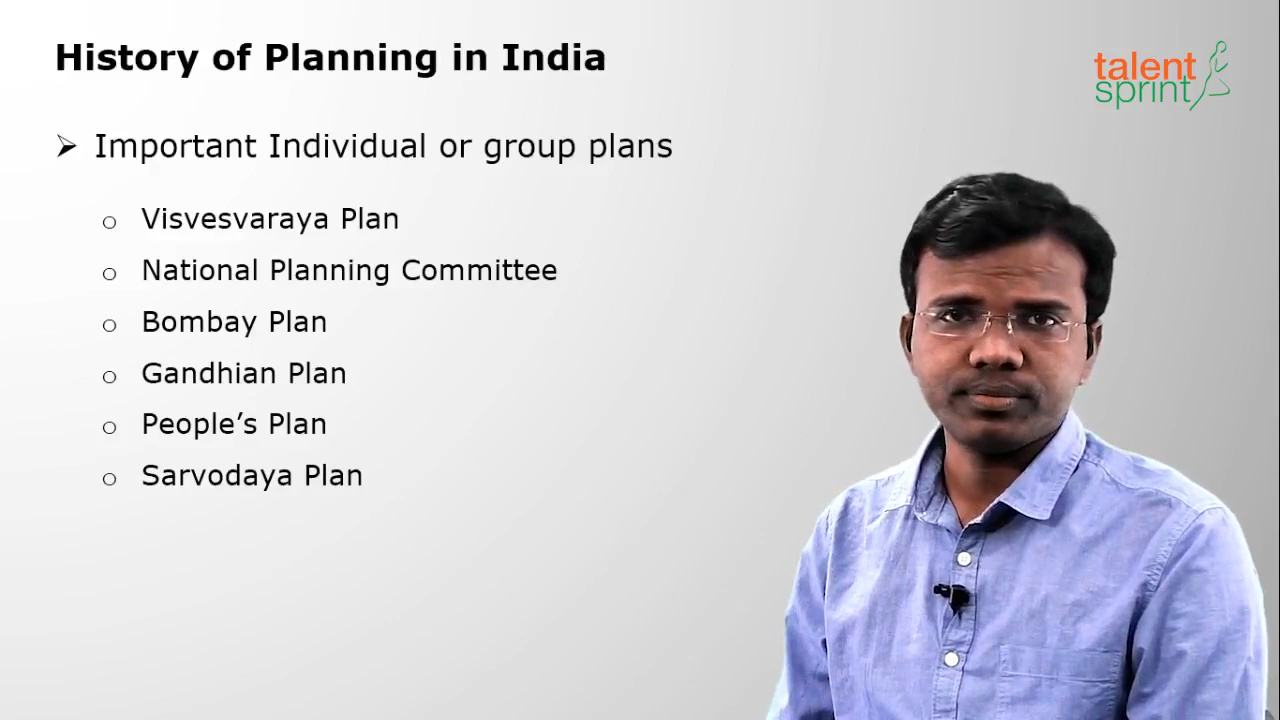 History of Planning in India
talent
sprint
➢ Important Individual or group plans
o Visvesvaraya Plan
o National Planning Committee
o Bombay Plan
o Gandhian Plan
o People’s Plan
o Sarvodaya Plan